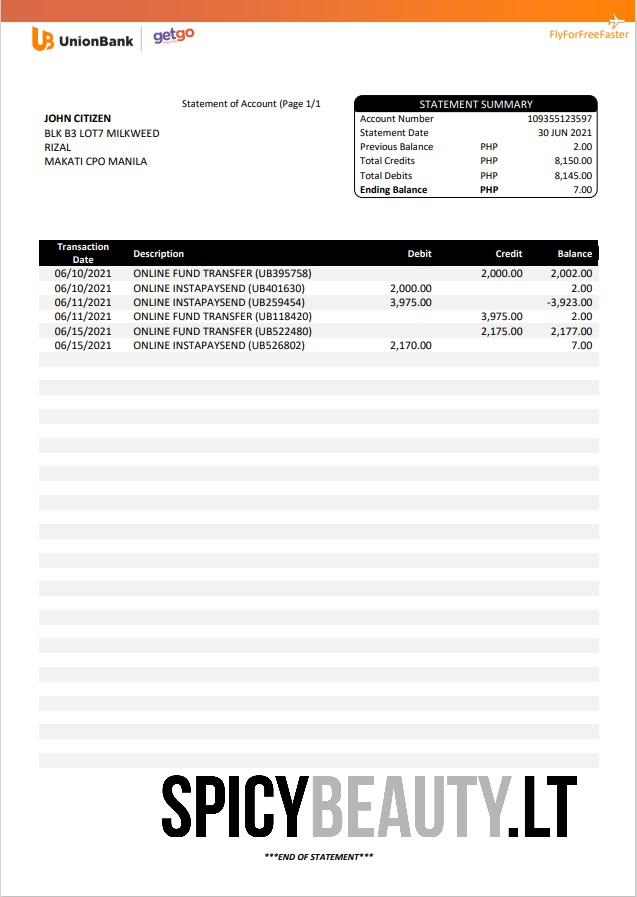 UnionBank getgo
FlyForFreeFaster
Statement of Account (Page 1/1
JOHN CITIZEN
BLK B3 LOT7 MILKWEED
RIZAL
MAKATI CPO MANILA
STATEMENT SUMMARY
Account Number 109355123597
Statement Date 30 JUN 2021
Previous Balance PHP 2.00
Total Credits PHP 8,150.00
Total Debits PHP 8,145.00
Ending Balance PHP 7.00
Transaction Date Description Debit Credit Balance
06/10/2021 ONLINE FUND TRANSFER (UB395758) 2,000.00 2,002.00
06/10/2021 ONLINE INSTAPAYSEND (UB401630) 2,000.00 2.00
06/11/2021 ONLINE INSTAPAYSEND (UB259454) 3,975.00 -3,923.00
06/11/2021 ONLINE FUND TRANSFER (UB118420) 3,975.00 2.00
06/15/2021 ONLINE FUND TRANSFER (UB522480) 2,175.00 2,177.00
06/15/2021 ONLINE INSTAPAYSEND (UB526802) 2,170.00 7.00
SPICYBEAUTY.LT
***END OF STATEMENT***